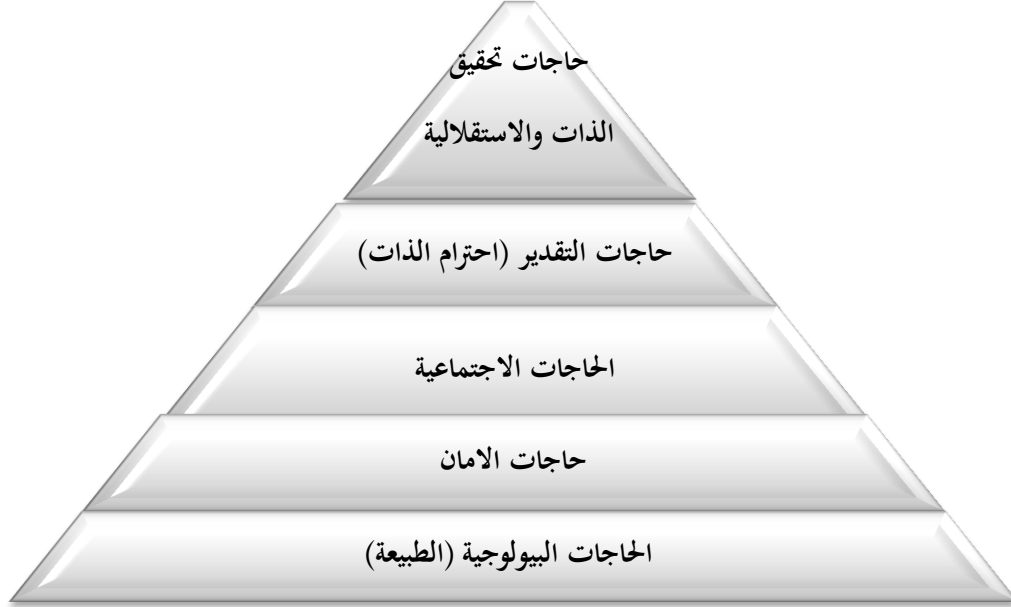 حاجات تحقيق
الذات والاستقلالية
حاجات التقدير (احترام الذات)
الحاجات الاجتماعية
حاجات الامان
الحاجات البيولوجية (الطبيعة)